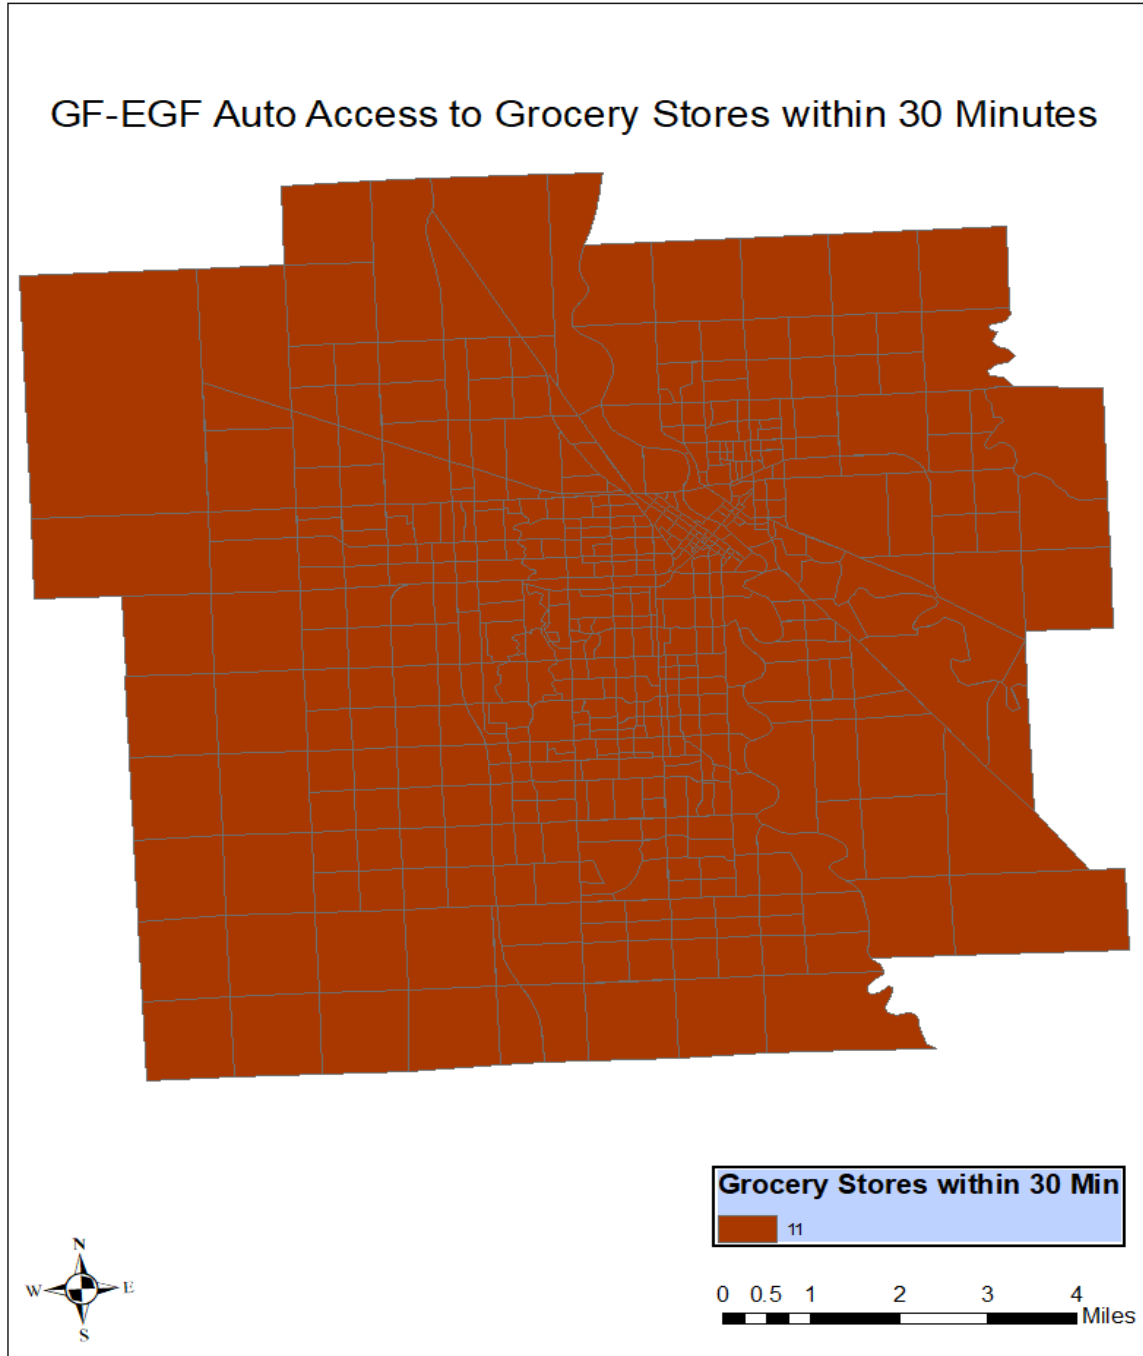 GF-EGF Auto Access to Grocery Stores within 30 Minutes
Grocery Stores within 30 Min
11
N
W E
S
0 0.5 1 2 3 4
Miles